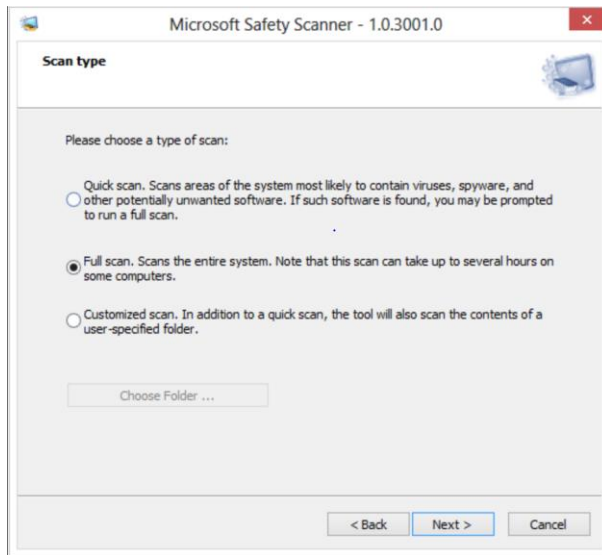 Microsoft Safety Scanner - 1.0.3001.0
Scan type
Please choose a type of scan:
Quick scan. Scans areas of the system most likely to contain viruses, spyware, and
other potentially unwanted software. If such software is found, you may be prompted
to run a full scan.
Full scan. Scans the entire system. Note that this scan can take up to several hours on
some computers.
Customized scan. In addition to a quick scan, the tool will also scan the contents of a
user-specified folder.
Choose Folder ...
< Back Next > Cancel